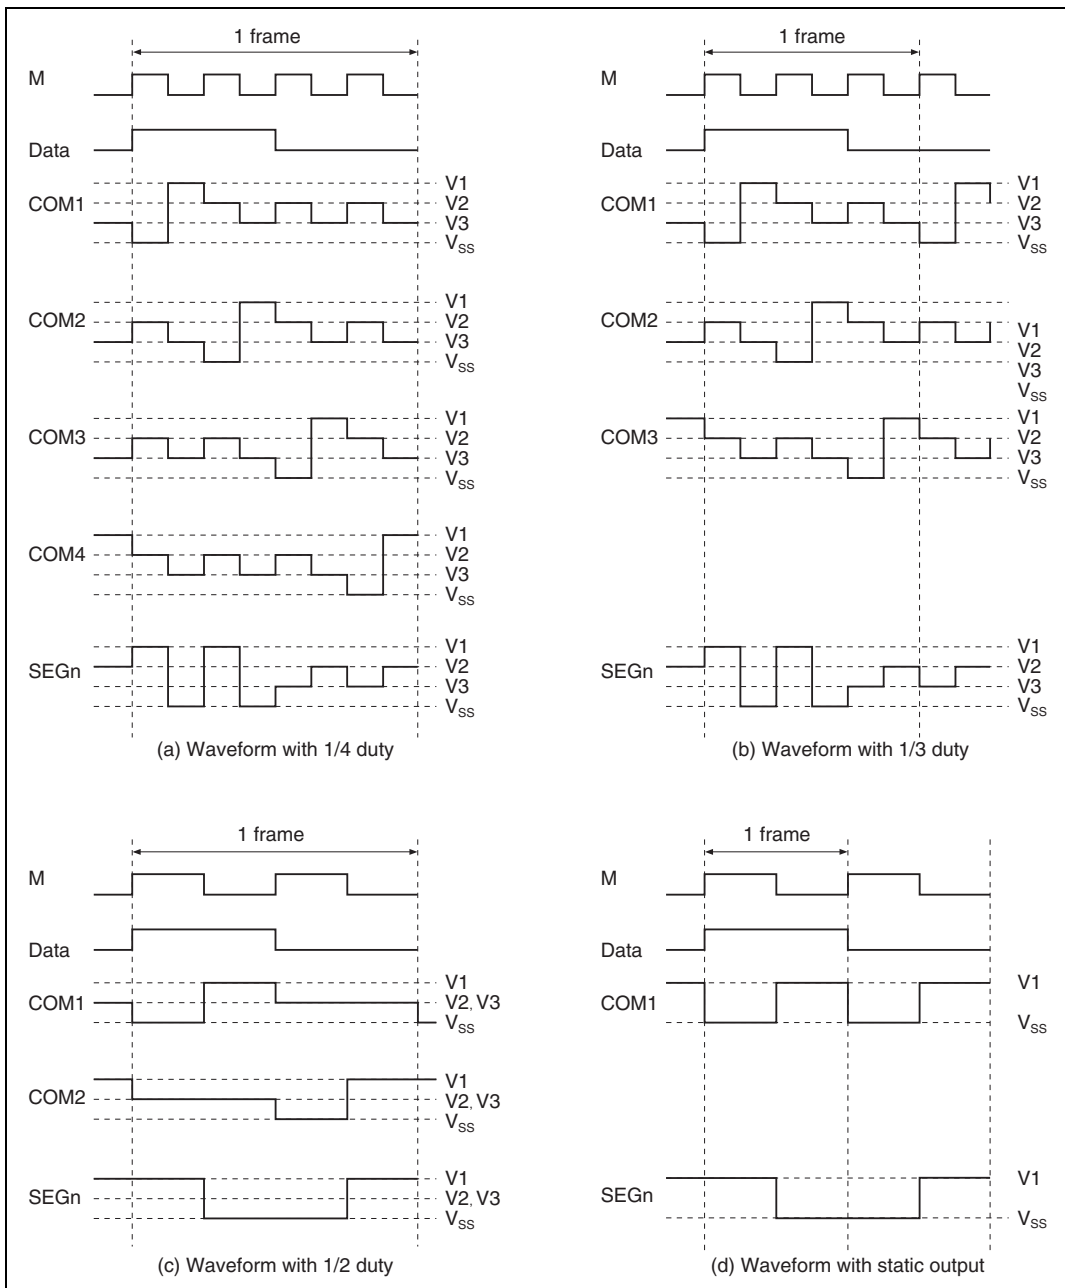 1 frame
M
Data
COM1
V1
V2
V3
VSS
COM2
V1
V2
V3
VSS
COM3
V1
V2
V3
VSS
COM4
V1
V2
V3
VSS
SEGn
V1
V2
V3
VSS
(a) Waveform with 1/4 duty
1 frame
M
Data
COM1
V1
V2
V3
VSS
COM2
V1
V2
V3
VSS
COM3
V1
V2
V3
VSS
SEGn
V1
V2
V3
VSS
(b) Waveform with 1/3 duty
1 frame
M
Data
COM1
V1
V2, V3
VSS
COM2
V1
V2, V3
VSS
SEGn
V1
V2, V3
VSS
(c) Waveform with 1/2 duty
1 frame
M
Data
COM1
V1
VSS
SEGn
V1
VSS
(d) Waveform with static output